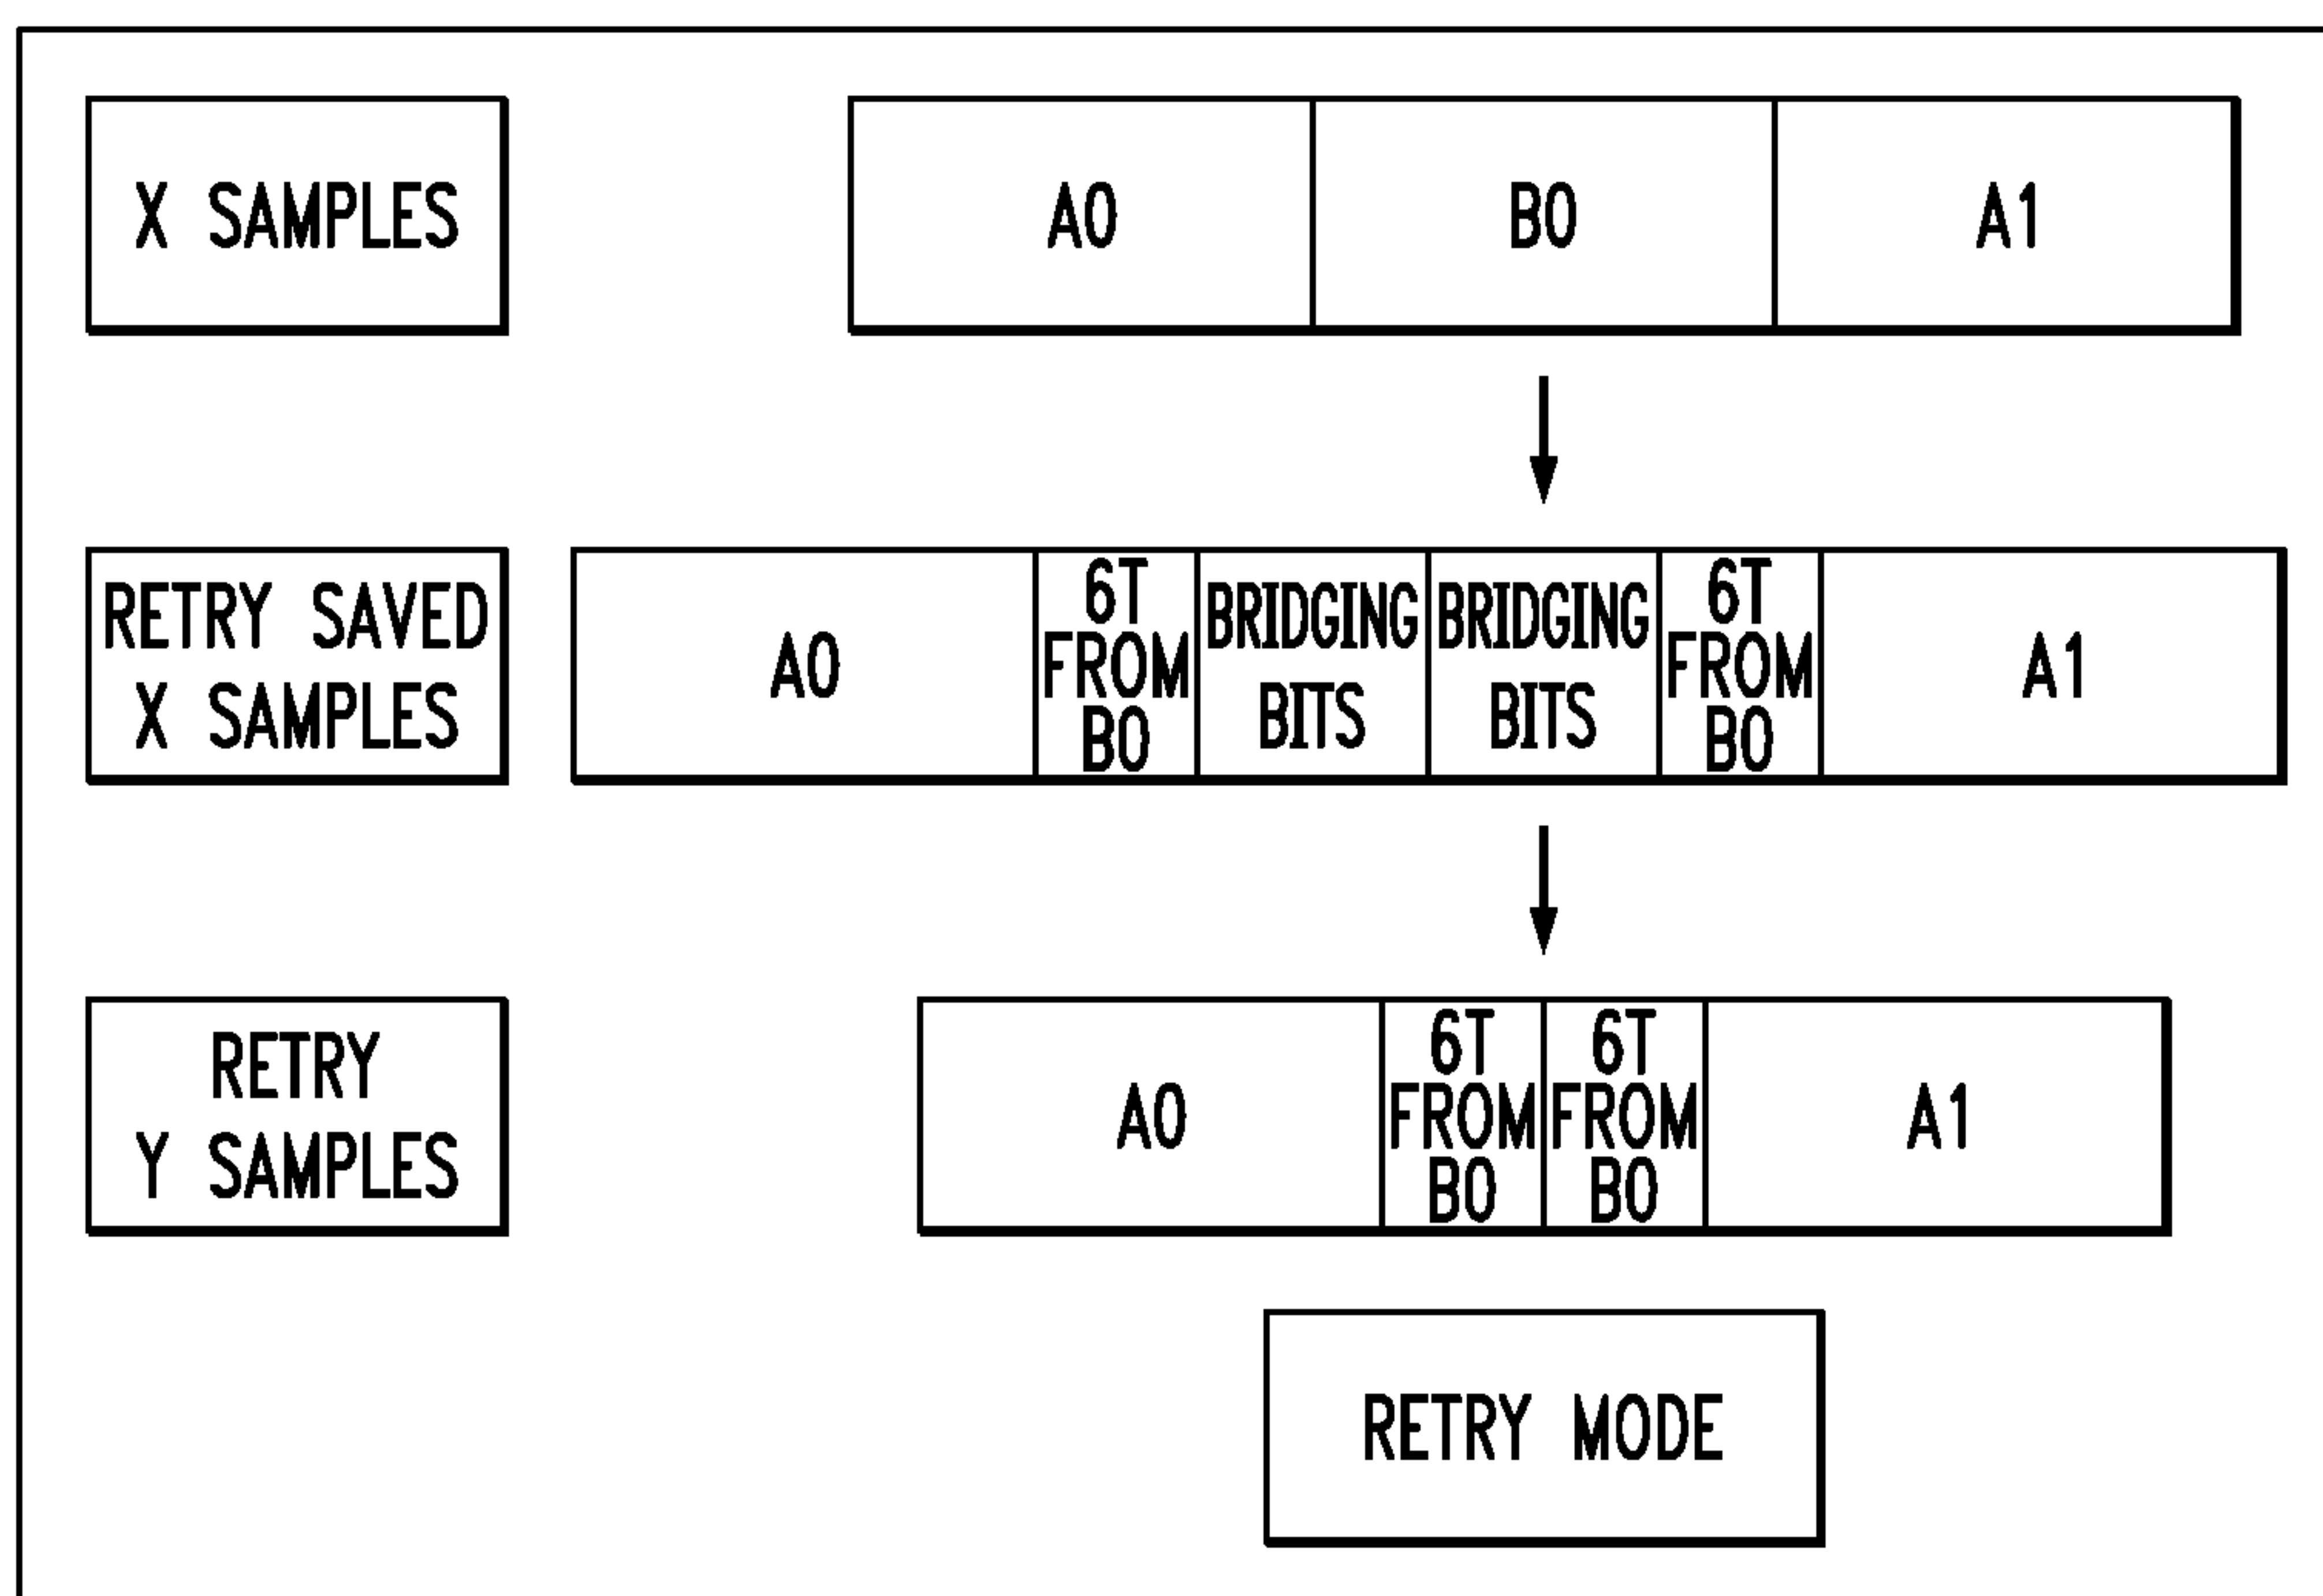 X SAMPLES
A0
B0
A1
RETRY SAVED
X SAMPLES
A0
6T
FROM
B0
BRIDGING
BITS
BRIDGING
BITS
6T
FROM
B0
A1
RETRY
Y SAMPLES
A0
6T
FROM
B0
6T
FROM
B0
A1
RETRY MODE